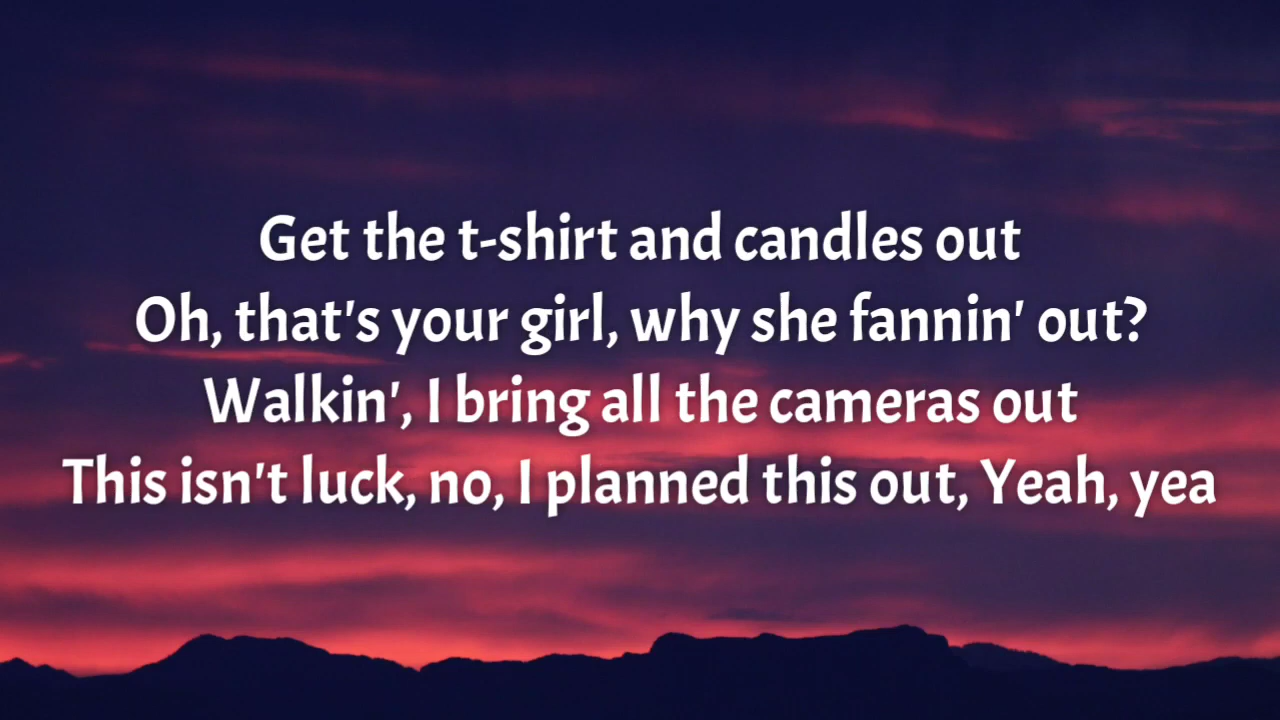 Get the t-shirt and candles out
Oh, that's your girl, why she fannin' out?
Walkin', I bring all the cameras out
This isn't luck, no, I planned this out, Yeah, yea